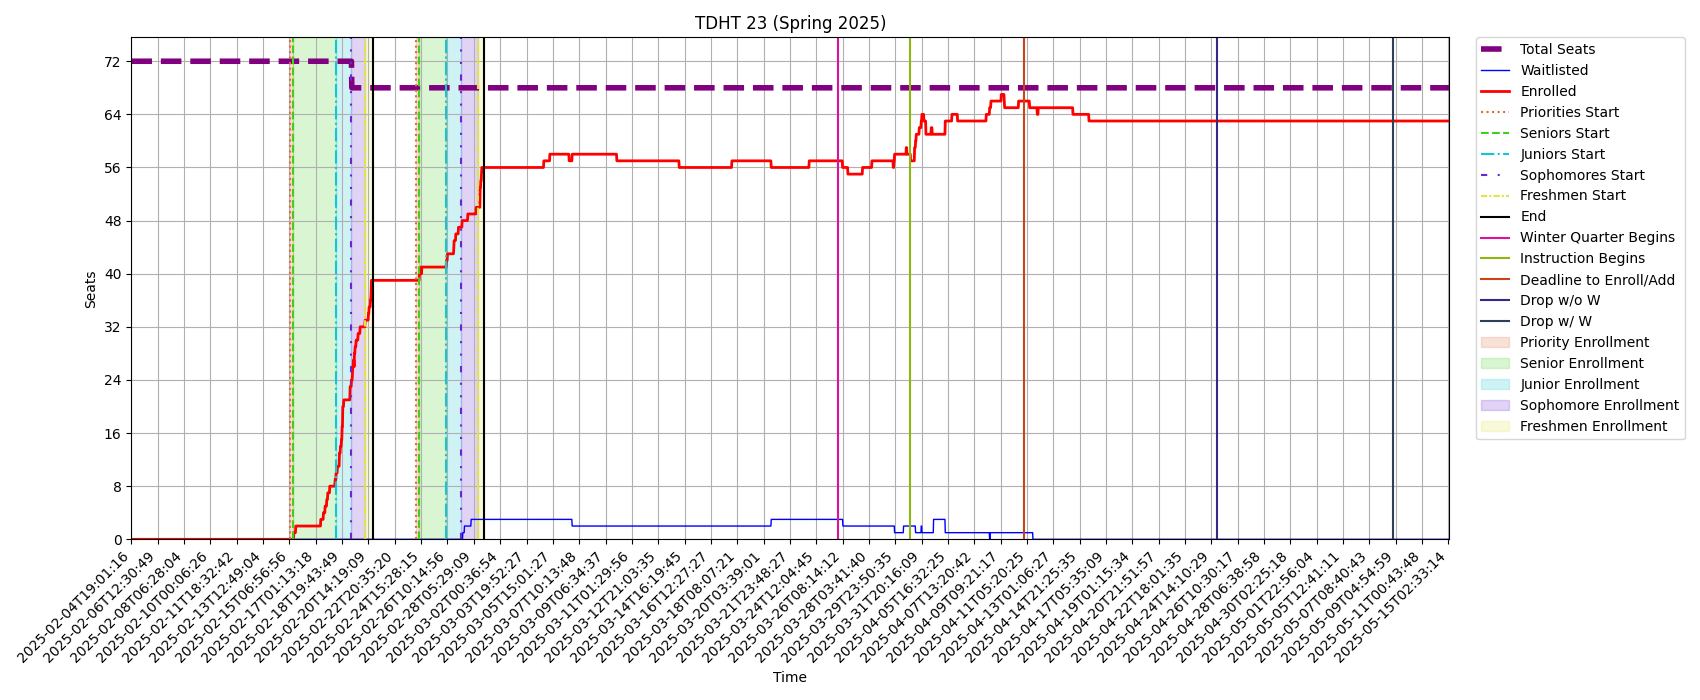 TDHT 23 (Spring 2025)
Total Seats
Waitlisted
Enrolled
Priorities Start
Seniors Start
Juniors Start
Sophomores Start
Freshmen Start
End
Winter Quarter Begins
Instruction Begins
Deadline to Enroll/Add
Drop w/o W
Drop w/ W
Priority Enrollment
Senior Enrollment
Junior Enrollment
Sophomore Enrollment
Freshmen Enrollment
Seats
72
64
56
48
40
32
24
16
8
0
2025-02-04T19:01:16
2025-02-06T12:30:49
2025-02-08T06:28:04
2025-02-10T00:06:26
2025-02-11T18:32:42
2025-02-13T12:49:04
2025-02-15T06:56:56
2025-02-17T01:13:18
2025-02-18T19:43:49
2025-02-20T14:19:09
2025-02-22T20:35:20
2025-02-24T15:28:15
2025-02-26T10:14:56
2025-02-28T05:29:09
2025-03-02T00:36:54
2025-03-03T19:52:27
2025-03-05T15:01:27
2025-03-07T10:13:48
2025-03-09T06:34:37
2025-03-11T01:29:56
2025-03-12T21:03:35
2025-03-14T16:19:45
2025-03-16T12:27:27
2025-03-18T08:07:21
2025-03-20T03:39:01
2025-03-21T23:48:27
2025-03-24T12:04:45
2025-03-26T08:14:12
2025-03-28T03:41:40
2025-03-29T23:50:35
2025-03-31T20:16:09
2025-04-05T16:32:25
2025-04-07T13:20:42
2025-04-09T09:21:17
2025-04-11T05:20:25
2025-04-13T01:06:27
2025-04-14T21:25:35
2025-04-17T05:35:09
2025-04-19T01:15:34
2025-04-20T21:51:57
2025-04-22T18:01:35
2025-04-24T14:10:29
2025-04-26T10:30:17
2025-04-28T06:38:58
2025-04-30T02:25:18
2025-05-01T22:56:04
2025-05-05T12:41:11
2025-05-07T08:40:43
2025-05-09T04:54:59
2025-05-11T00:43:48
2025-05-15T02:33:14
Time